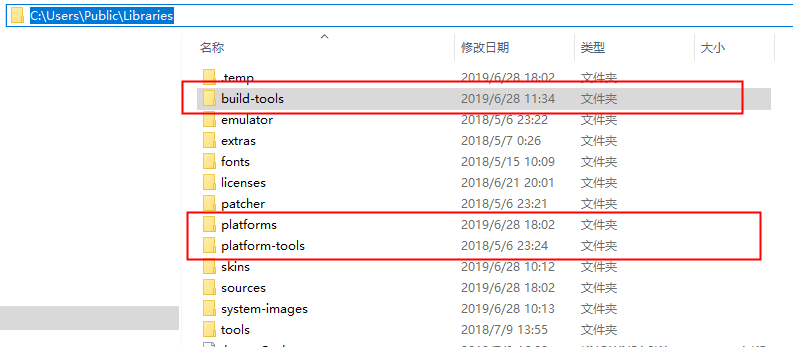 C:\Users\Public\Libraries
名称 修改日期 类型 大小
.temp 2019/6/28 18:02 文件夹
build-tools 2019/6/28 11:34 文件夹
emulator 2018/5/6 23:22 文件夹
extras 2018/5/7 0:26 文件夹
fonts 2018/5/15 10:09 文件夹
licenses 2018/6/21 20:01 文件夹
patcher 2018/5/6 23:21 文件夹
platforms 2019/6/28 18:02 文件夹
platform-tools 2018/5/6 23:24 文件夹
skins 2019/6/28 10:12 文件夹
sources 2019/6/28 18:02 文件夹
system-images 2019/6/28 10:13 文件夹
tools 2018/7/9 13:55 文件夹